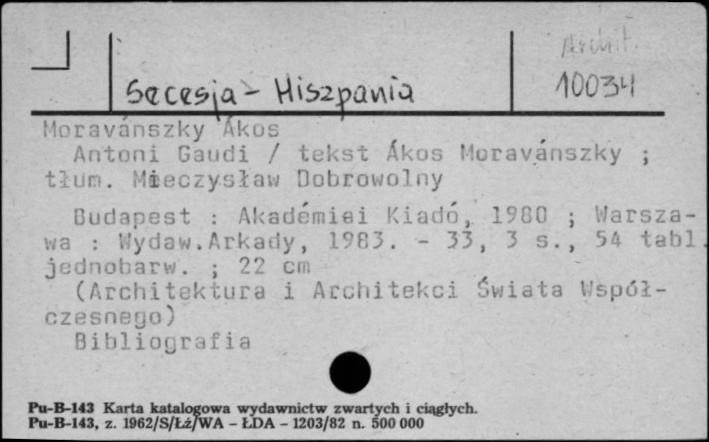 Archit.
Secesja - Hiszpania 10034
Moravánszky Ákos
Antoni Gaudi / tekst Ákos Moravánszky ;
tłum. Mieczysław Dobrowolny
Budapest : Akadémiai Kiadó, 1980 ; Warsza-
wa : Wydaw.Arkady, 1983. - 33, 3 s., 54 tabl.
jednobarw. ; 22 cm
(Architektura i Architekci Świata Współ-
czesnego)
Bibliografia
Pu-B-143 Karta katalogowa wydawnictw zwartych i ciągłych.
Pu-B-143, z. 1962/S/Łż/WA - ŁDA - 1203/82 n. 500 000